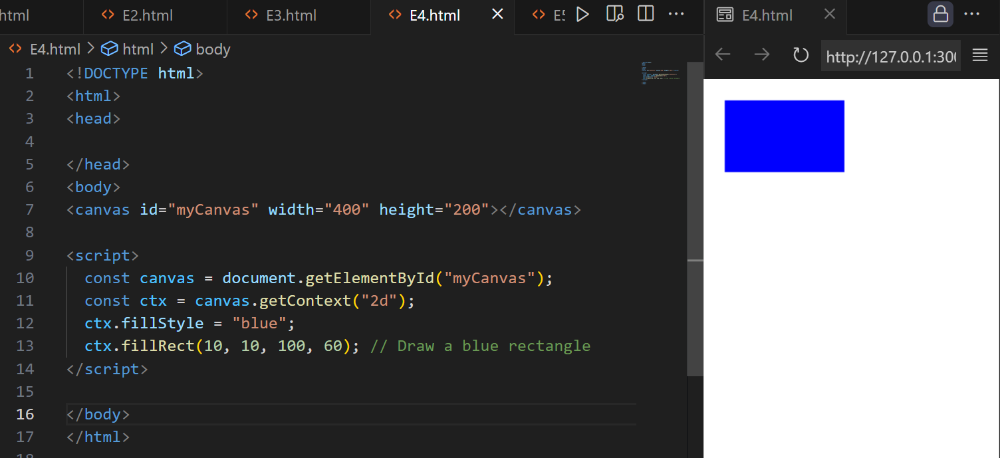 html E2.html E3.html E4.html E5 E4.html
E4.html > html > body http://127.0.0.1:300
1 <!DOCTYPE html>
2 <html>
3 <head>
4
5 </head>
6 <body>
7 <canvas id="myCanvas" width="400" height="200"></canvas>
8
9 <script>
10 const canvas = document.getElementById("myCanvas");
11 const ctx = canvas.getContext("2d");
12 ctx.fillStyle = "blue";
13 ctx.fillRect(10, 10, 100, 60); // Draw a blue rectangle
14 </script>
15
16 </body>
17 </html>
18